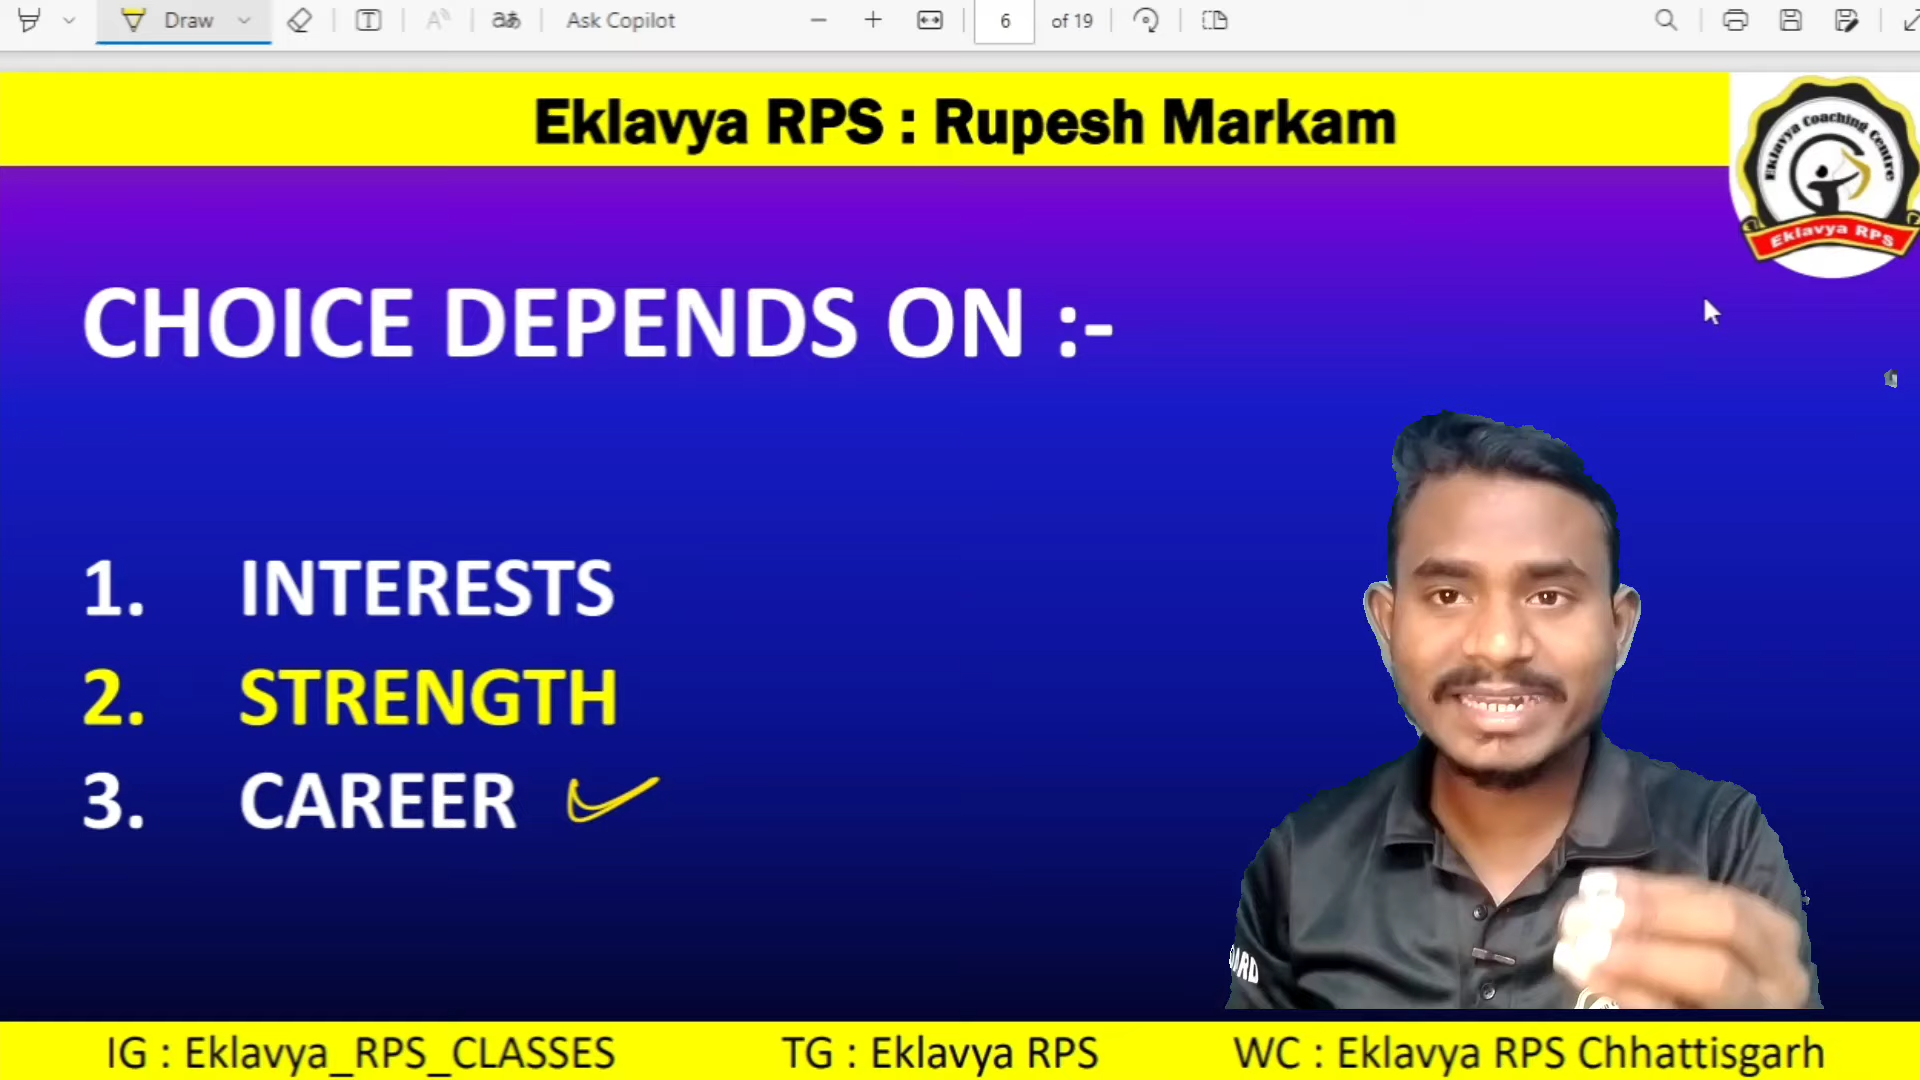 Draw
Ask Copilot
6 of 19
Eklavya RPS : Rupesh Markam
Eklavya Coaching Centre
Eklavya RPS
CHOICE DEPENDS ON :-
1. INTERESTS
2. STRENGTH
3. CAREER
IG : Eklavya_RPS_CLASSES
TG : Eklavya RPS
WC : Eklavya RPS Chhattisgarh